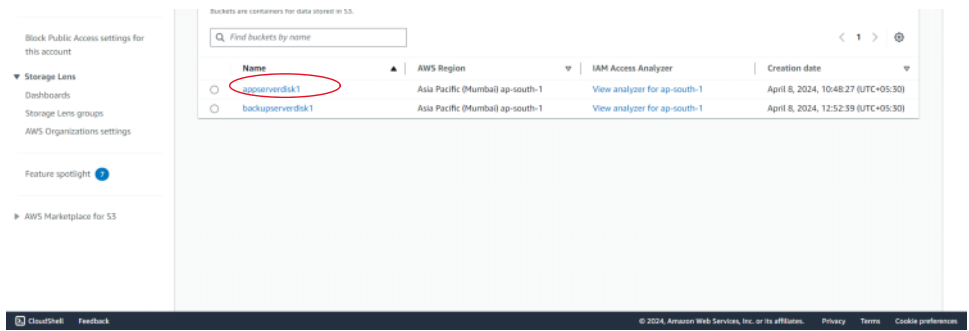 Buckets are containers for data stored in S3.
Block Public Access settings for
this account
Find buckets by name
1
Storage Lens
Dashboards
Storage Lens groups
AWS Organizations settings
Name AWS Region IAM Access Analyzer Creation date
appserverdisk1 Asia Pacific (Mumbai) ap-south-1 View analyzer for ap-south-1 April 8, 2024, 10:48:27 (UTC+05:30)
backupserverdisk1 Asia Pacific (Mumbai) ap-south-1 View analyzer for ap-south-1 April 8, 2024, 12:52:39 (UTC+05:30)
Feature spotlight 7
AWS Marketplace for S3
CloudShell Feedback © 2024, Amazon Web Services, Inc. or its affiliates. Privacy Terms Cookie preferences